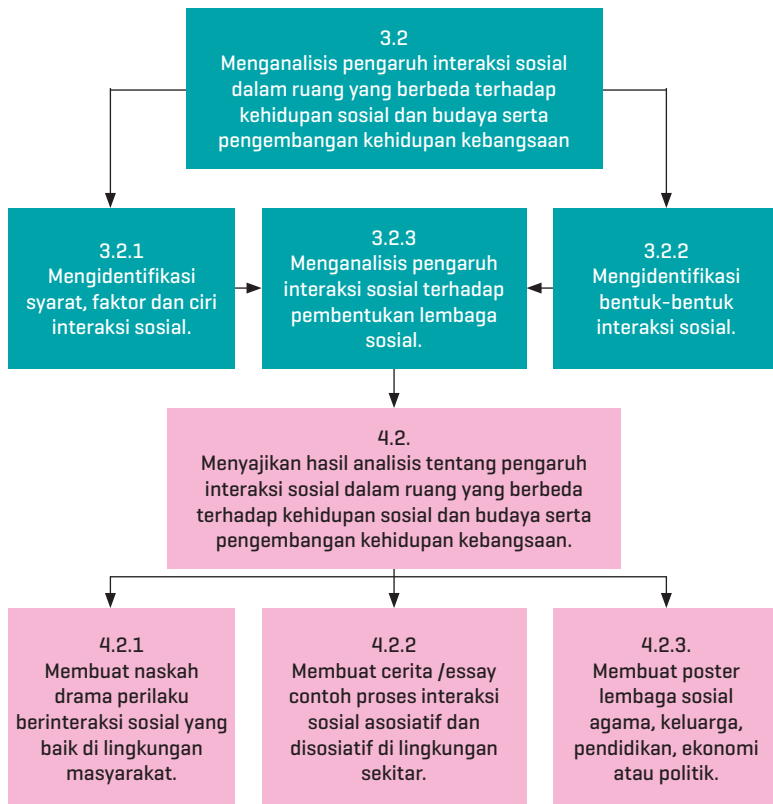 3.2
Menganalisis pengaruh interaksi sosial
dalam ruang yang berbeda terhadap
kehidupan sosial dan budaya serta
pengembangan kehidupan kebangsaan
3.2.1
Mengidentifikasi
syarat, faktor dan ciri
interaksi sosial.
3.2.3
Menganalisis pengaruh
interaksi sosial terhadap
pembentukan lembaga
sosial.
3.2.2
Mengidentifikasi
bentuk-bentuk
interaksi sosial.
4.2.
Menyajikan hasil analisis tentang pengaruh
interaksi sosial dalam ruang yang berbeda
terhadap kehidupan sosial dan budaya serta
pengembangan kehidupan kebangsaan.
4.2.1
Membuat naskah
drama perilaku
berinteraksi sosial yang
baik di lingkungan
masyarakat.
4.2.2
Membuat cerita /essay
contoh proses interaksi
sosial asosiatif dan
disosiatif di lingkungan
sekitar.
4.2.3.
Membuat poster
lembaga sosial
agama, keluarga,
pendidikan, ekonomi
atau politik.